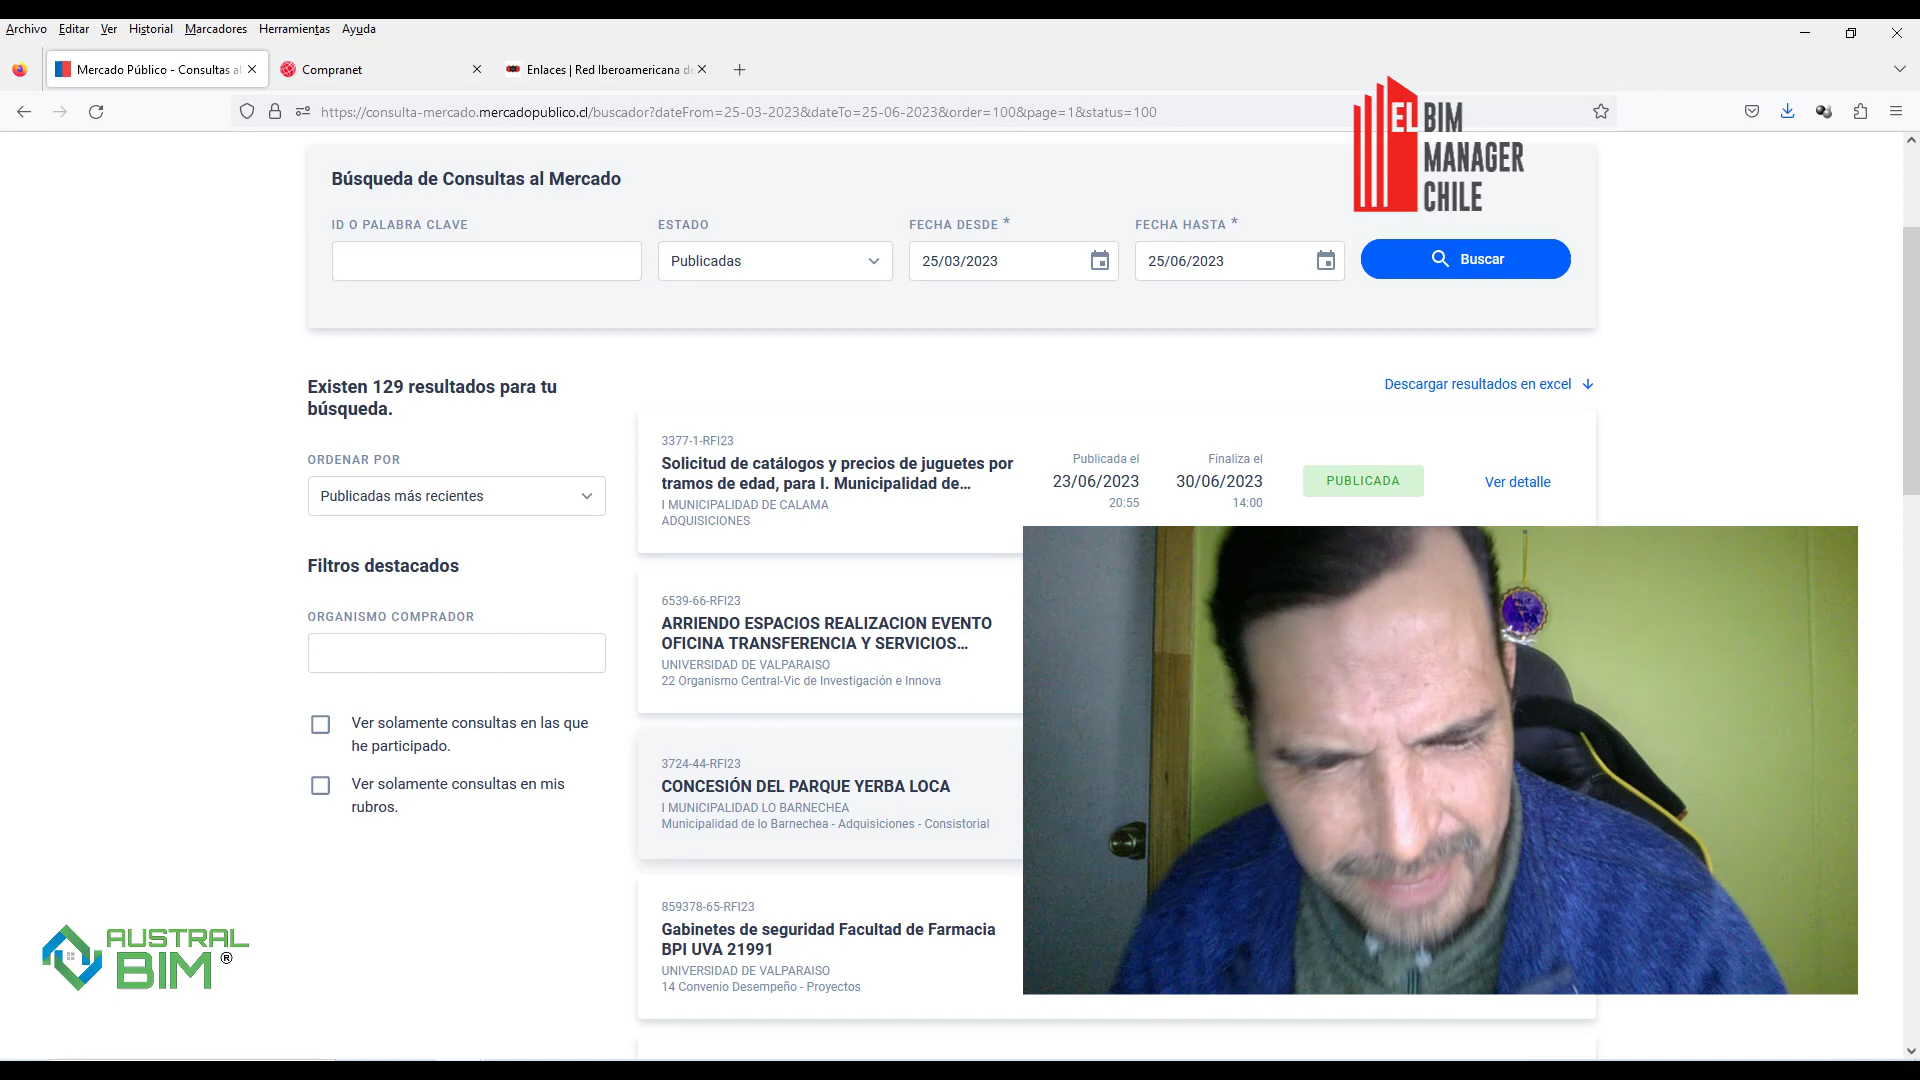 Archivo Editar Ver Historial Marcadores Herramientas Ayuda
Mercado Público - Consultas al
Compranet
Enlaces | Red Iberoamericana de
https://consulta-mercado.mercadopublico.cl/buscador?dateFrom=25-03-2023&dateTo=25-06-2023&order=100&page=1&status=100
EL BIM
MANAGER
CHILE
Búsqueda de Consultas al Mercado
ID O PALABRA CLAVE
ESTADO
FECHA DESDE *
FECHA HASTA *
Publicadas
25/03/2023
25/06/2023
Buscar
Existen 129 resultados para tu
búsqueda.
Descargar resultados en excel
ORDENAR POR
Publicadas más recientes
Filtros destacados
ORGANISMO COMPRADOR
Ver solamente consultas en las que
he participado.
Ver solamente consultas en mis
rubros.
3377-1-RFI23
Solicitud de catálogos y precios de juguetes por
tramos de edad, para I. Municipalidad de...
I MUNICIPALIDAD DE CALAMA
ADQUISICIONES
Publicada el
23/06/2023
20:55
Finaliza el
30/06/2023
14:00
PUBLICADA
Ver detalle
6539-66-RFI23
ARRIENDO ESPACIOS REALIZACION EVENTO
OFICINA TRANSFERENCIA Y SERVICIOS...
UNIVERSIDAD DE VALPARAISO
22 Organismo Central-Vic de Investigación e Innova
3724-44-RFI23
CONCESIÓN DEL PARQUE YERBA LOCA
I MUNICIPALIDAD LO BARNECHEA
Municipalidad de lo Barnechea - Adquisiciones - Consistorial
859378-65-RFI23
Gabinetes de seguridad Facultad de Farmacia
BPI UVA 21991
UNIVERSIDAD DE VALPARAISO
14 Convenio Desempeño - Proyectos
AUSTRAL
BIM ®